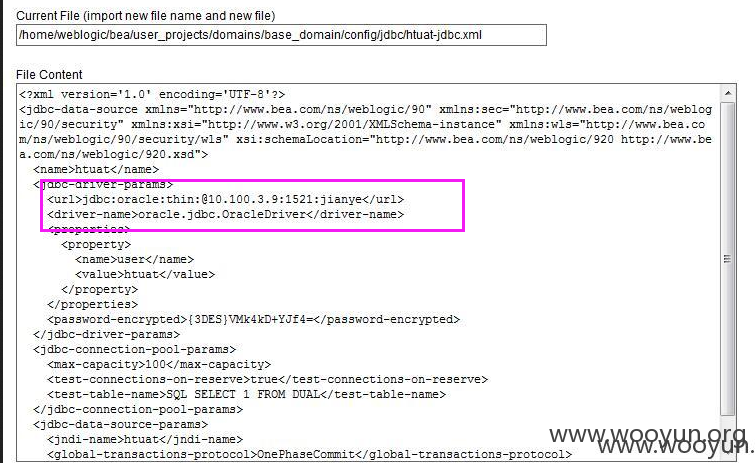 Current File (import new file name and new file)
/home/weblogic/bea/user_projects/domains/base_domain/config/jdbc/htuat-jdbc.xml
File Content
<?xml version='1.0' encoding='UTF-8'?>
<jdbc-data-source xmlns="http://www.bea.com/ns/weblogic/90" xmlns:sec="http://www.bea.com/ns/weblog
ic/90/security" xmlns:xsi="http://www.w3.org/2001/XMLSchema-instance" xmlns:wls="http://www.bea.co
m/ns/weblogic/90/security/wls" xsi:schemaLocation="http://www.bea.com/ns/weblogic/920 http://www.be
a.com/ns/weblogic/920.xsd">
<name>htuat</name>
<jdbc-driver-params>
<url>jdbc:oracle:thin:@10.100.3.9:1521:jianye</url>
<driver-name>oracle.jdbc.OracleDriver</driver-name>
<properties>
<property>
<name>user</name>
<value>htuat</value>
</property>
</properties>
<password-encrypted>{3DES}VMk4kD+YJf4=</password-encrypted>
</jdbc-driver-params>
<jdbc-connection-pool-params>
<max-capacity>100</max-capacity>
<test-connections-on-reserve>true</test-connections-on-reserve>
<test-table-name>SQL SELECT 1 FROM DUAL</test-table-name>
</jdbc-connection-pool-params>
<jdbc-data-source-params>
<jndi-name>htuat</jndi-name>
<global-transactions-protocol>OnePhaseCommit</global-transactions-protocol>
www.wooyun.org
www.wooyun.